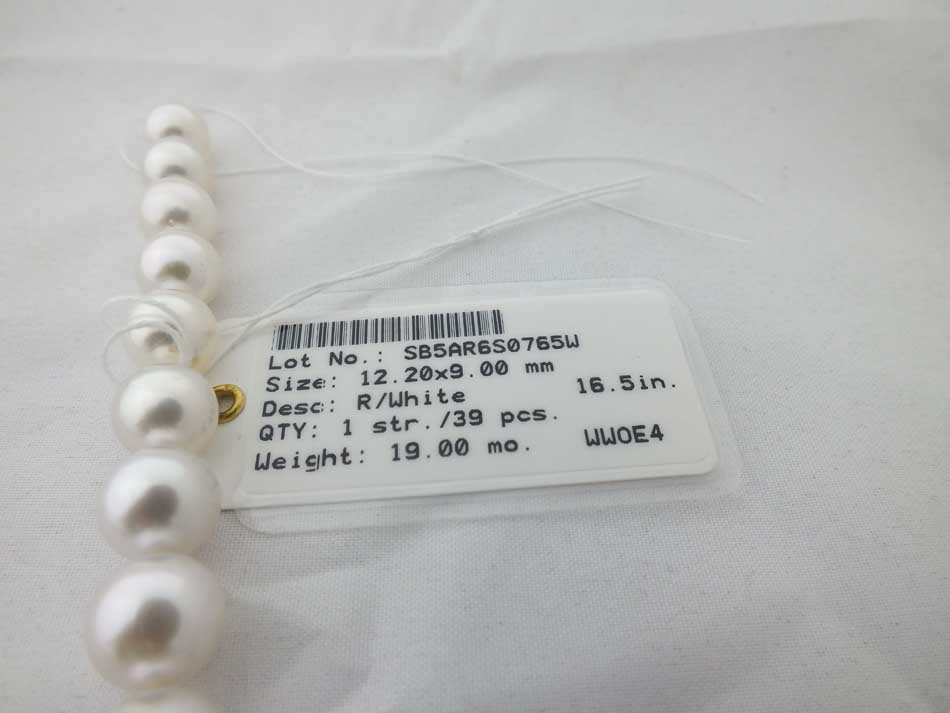 Lot No.: SB5AR6S0765W
Size: 12.20x9.00 mm
Desc: R/White 16.5in.
QTY: 1 str./39 pcs.
Weight: 19.00 mo. WWOE4